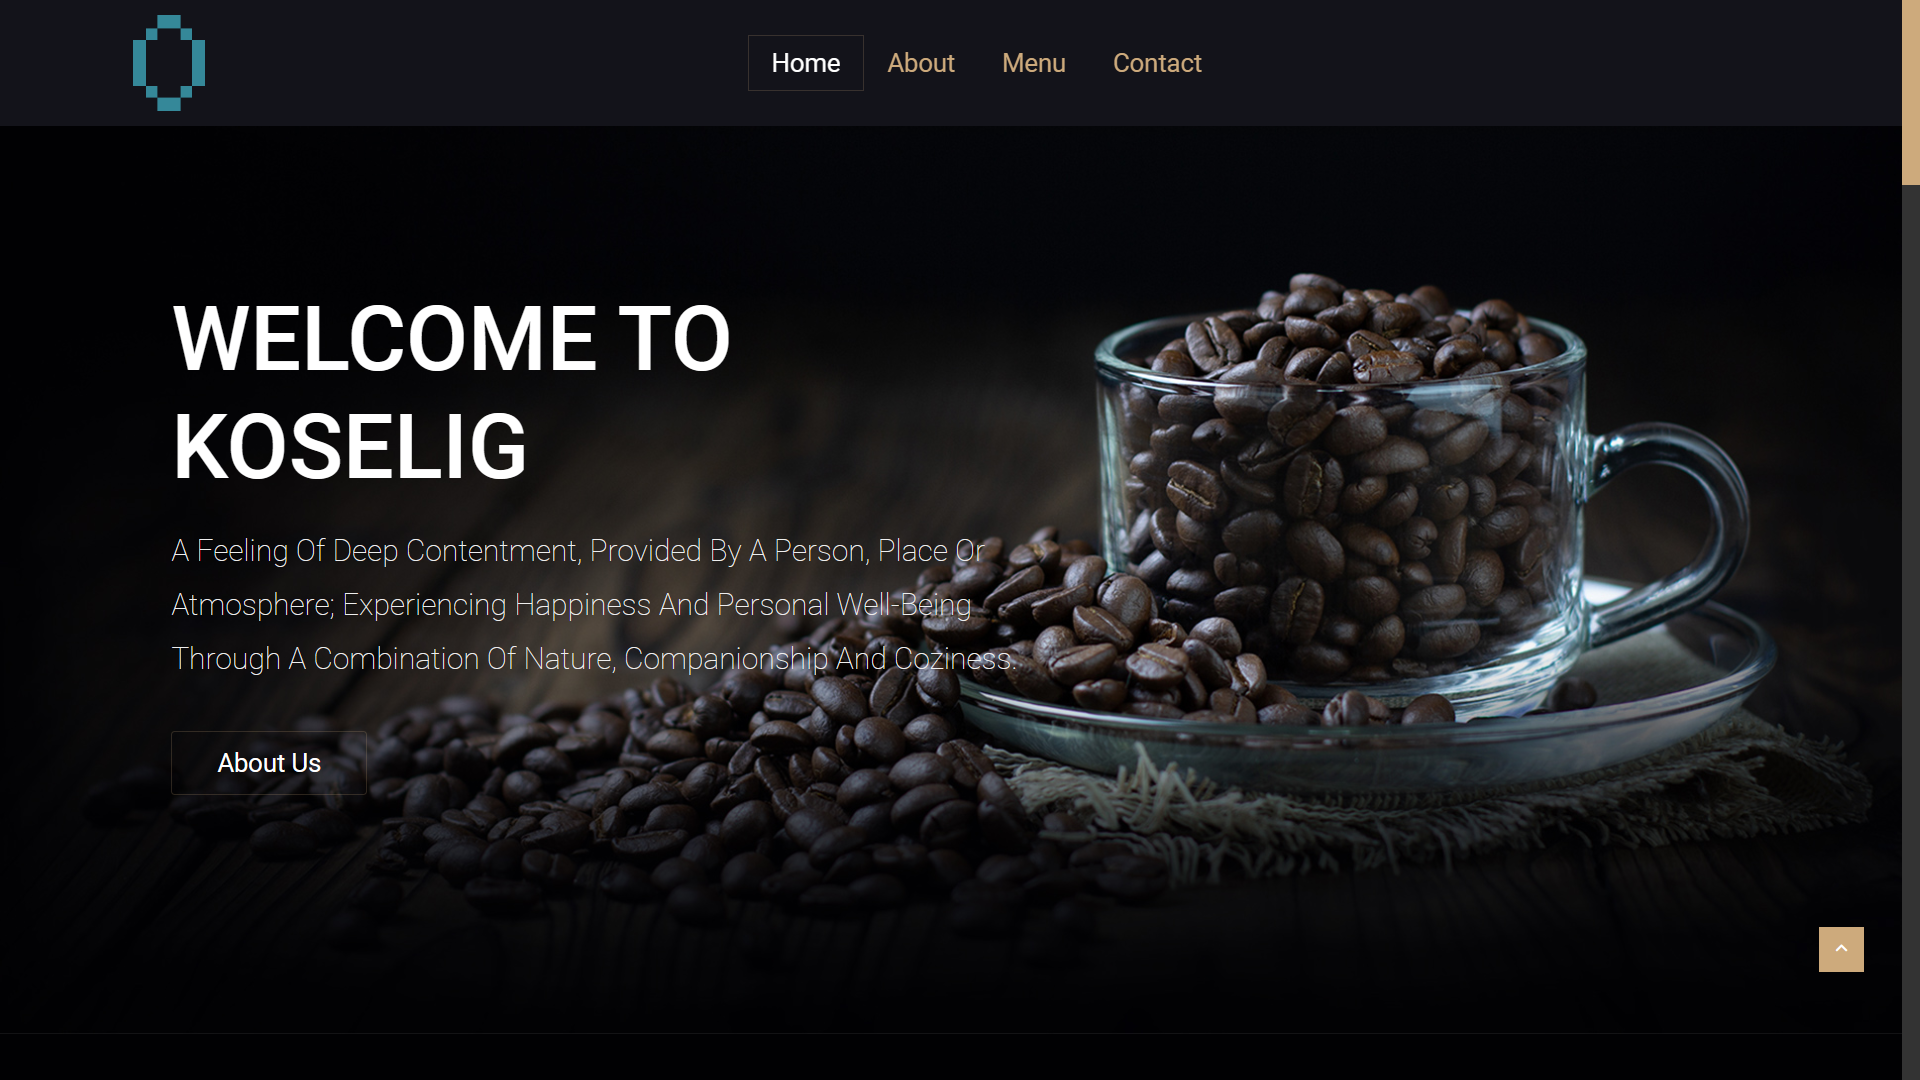 Home About Menu Contact
WELCOME TO
KOSELIG
A Feeling Of Deep Contentment, Provided By A Person, Place Or
Atmosphere; Experiencing Happiness And Personal Well-Being
Through A Combination Of Nature, Companionship And Coziness.
About Us